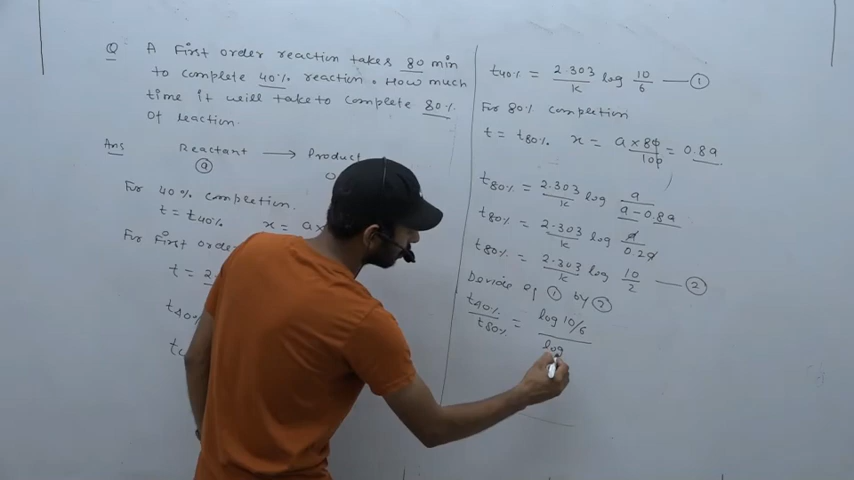 Q A First order reaction takes 80 min
to complete 40% reaction. How much
time it will take to complete 80%
of reaction.
Ans Reactant → Product
a
For 40% completion.
t = t40% x = a×
For First order
t = 2
t40%
t40% = 2.303/k log 10/6 —— ①
For 80% completion
t = t80% x = a×80/100 = 0.8a
t80% = 2.303/k log a/a-0.8a
t80% = 2.303/k log a/0.2a
t80% = 2.303/k log 10/2 —— ②
Devide eq ① by ②
t40%/t80% = log 10/6 / log